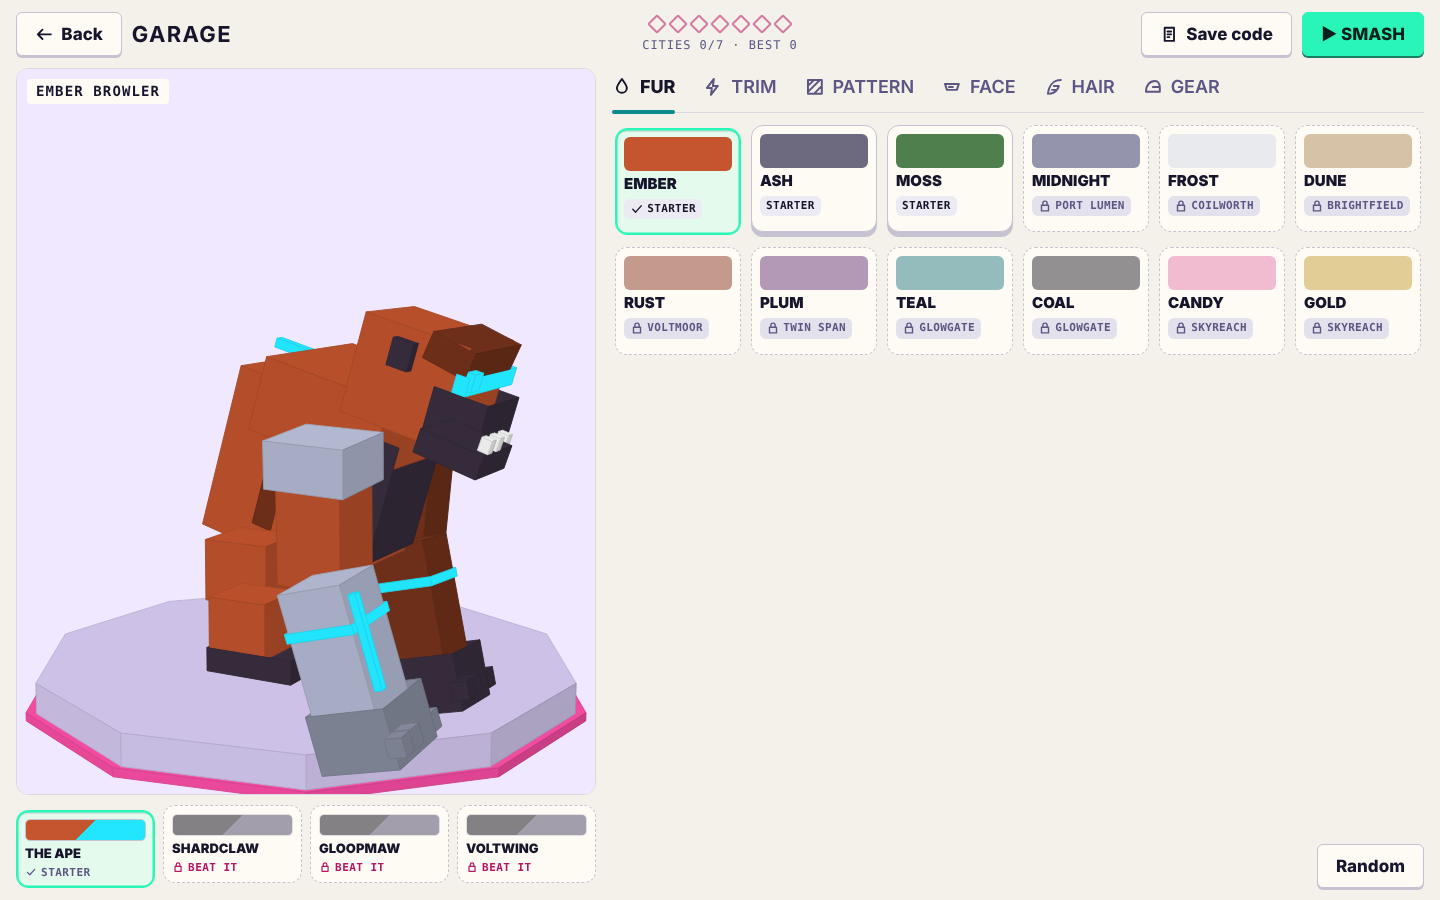 Back
GARAGE
CITIES 0/7 · BEST 0
Save code
SMASH
EMBER BROWLER
FUR
TRIM
PATTERN
FACE
HAIR
GEAR
EMBER
STARTER
ASH
STARTER
MOSS
STARTER
MIDNIGHT
PORT LUMEN
FROST
COILWORTH
DUNE
BRIGHTFIELD
RUST
VOLTMOOR
PLUM
TWIN SPAN
TEAL
GLOWGATE
COAL
GLOWGATE
CANDY
SKYREACH
GOLD
SKYREACH
THE APE
STARTER
SHARDCLAW
BEAT IT
GLOOPMAW
BEAT IT
VOLTWING
BEAT IT
Random